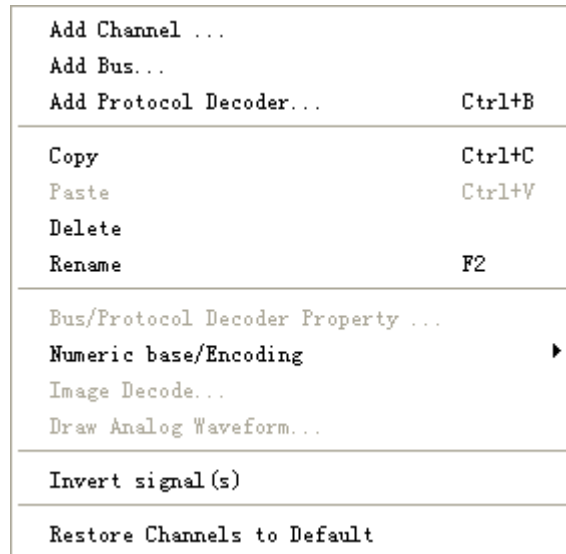 Add Channel ...
Add Bus...
Add Protocol Decoder... Ctrl+B
Copy Ctrl+C
Paste Ctrl+V
Delete
Rename F2
Bus/Protocol Decoder Property ...
Numeric base/Encoding
Image Decode...
Draw Analog Waveform...
Invert signal(s)
Restore Channels to Default